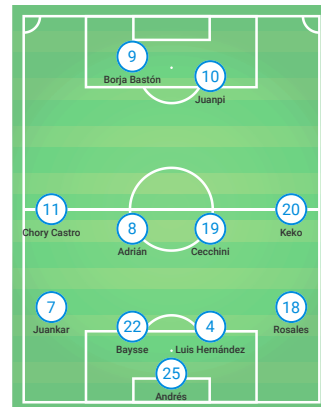 9
Borja Bastón
10
Juanpi
11
Chory Castro
20
Keko
8
Adrián
19
Cecchini
7
Juankar
18
Rosales
22
Baysse
4
Luis Hernández
25
Andrés